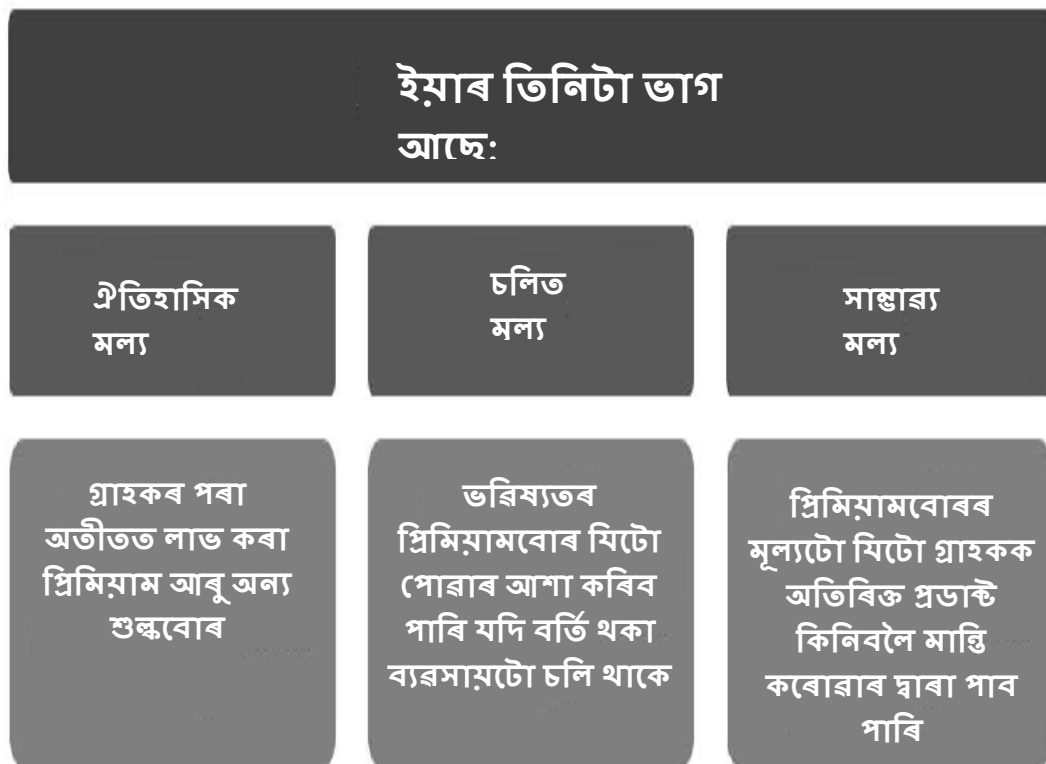 ইয়াৰ তিনিটা ভাগ
আছে:
ঐতিহাসিক
মল্য
চলিত
মল্য
সাম্ভাৱ্য
মল্য
গ্ৰাহকৰ পৰা
অতীতত লাভ কৰা
প্ৰিমিয়াম আৰু অন্য
শুল্কবোৰ
ভৱিষ্যতৰ
প্ৰিমিয়ামবোৰ যিটো
পোৱাৰ আশা কৰিব
পাৰি যদি বৰ্তি থকা
ব্যৱসায়টো চলি থাকে
প্ৰিমিয়ামবোৰৰ
মূল্যটো যিটো গ্ৰাহকক
অতিৰিক্ত প্ৰডাক্ট
কিনিবলৈ মান্তি
কৰোৱাৰ দ্বাৰা পাব
পাৰি